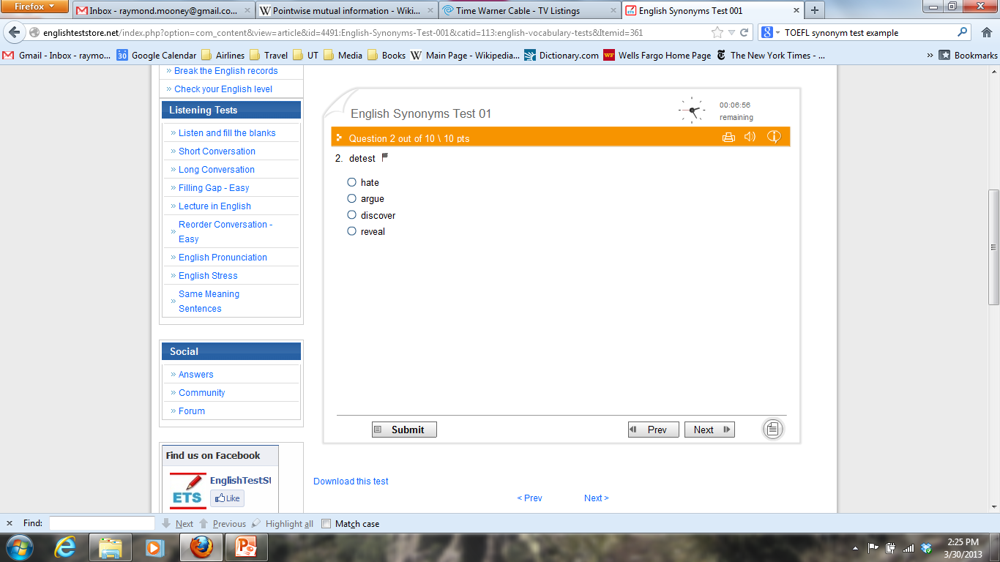 Firefox
Inbox - raymond.mooney@gmail.co...
Pointwise mutual information - Wiki...
Time Warner Cable - TV Listings
English Synonyms Test 001
englishteststore.net/index.php?option=com_content&view=article&id=4491:English-Synonyms-Test-001&catid=113:english-vocabulary-tests&Itemid=361
TOEFL synonym test example
Gmail - Inbox - raymo...
Google Calendar
Airlines
Travel
UT
Media
Books
Main Page - Wikipedia...
Dictionary.com
Wells Fargo Home Page
The New York Times - ...
Bookmarks
» Break the English records
» Check your English level
Listening Tests
» Listen and fill the blanks
» Short Conversation
» Long Conversation
» Filling Gap - Easy
» Lecture in English
» Reorder Conversation -
Easy
» English Pronunciation
» English Stress
» Same Meaning
Sentences
Social
» Answers
» Community
» Forum
Find us on Facebook
ETS
EnglishTestSt
Like
English Synonyms Test 01
00:06:56
remaining
Question 2 out of 10 \ 10 pts
2. detest
hate
argue
discover
reveal
Submit
Prev
Next
Download this test
< Prev
Next >
x Find:
Next
Previous
Highlight all
Match case
2:25 PM
3/30/2013